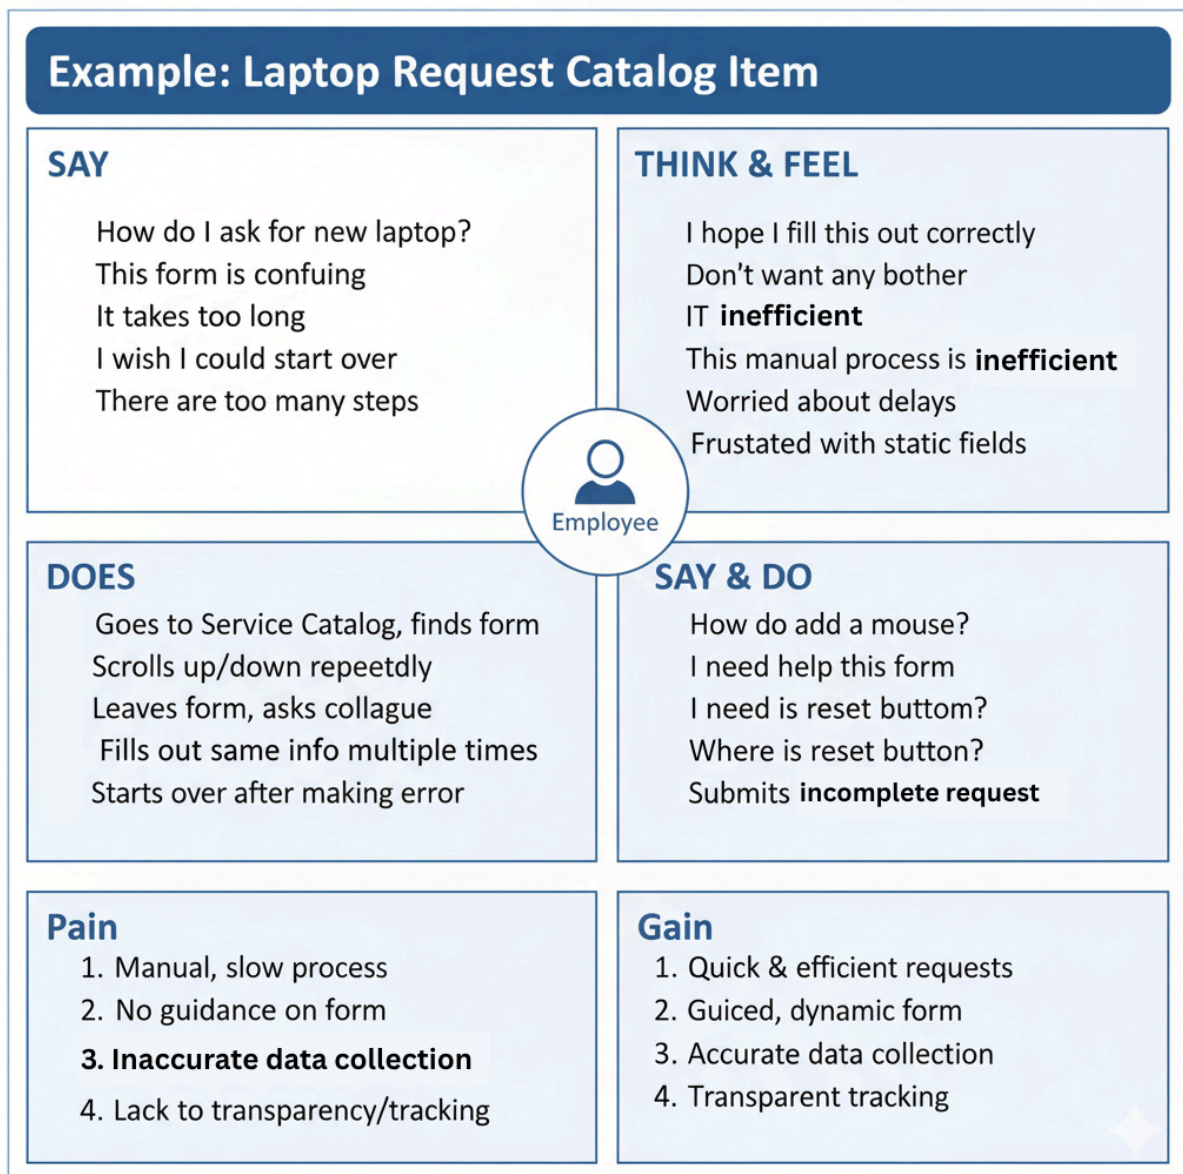 Example: Laptop Request Catalog Item
SAY
How do I ask for new laptop?
This form is confuing
It takes too long
I wish I could start over
There are too many steps
THINK & FEEL
I hope I fill this out correctly
Don't want any bother
IT inefficient
This manual process is inefficient
Worried about delays
Frustated with static fields
Employee
DOES
Goes to Service Catalog, finds form
Scrolls up/down repeetdly
Leaves form, asks collague
Fills out same info multiple times
Starts over after making error
SAY & DO
How do add a mouse?
I need help this form
I need is reset buttom?
Where is reset button?
Submits incomplete request
Pain
1. Manual, slow process
2. No guidance on form
3. Inaccurate data collection
4. Lack to transparency/tracking
Gain
1. Quick & efficient requests
2. Guiced, dynamic form
3. Accurate data collection
4. Transparent tracking